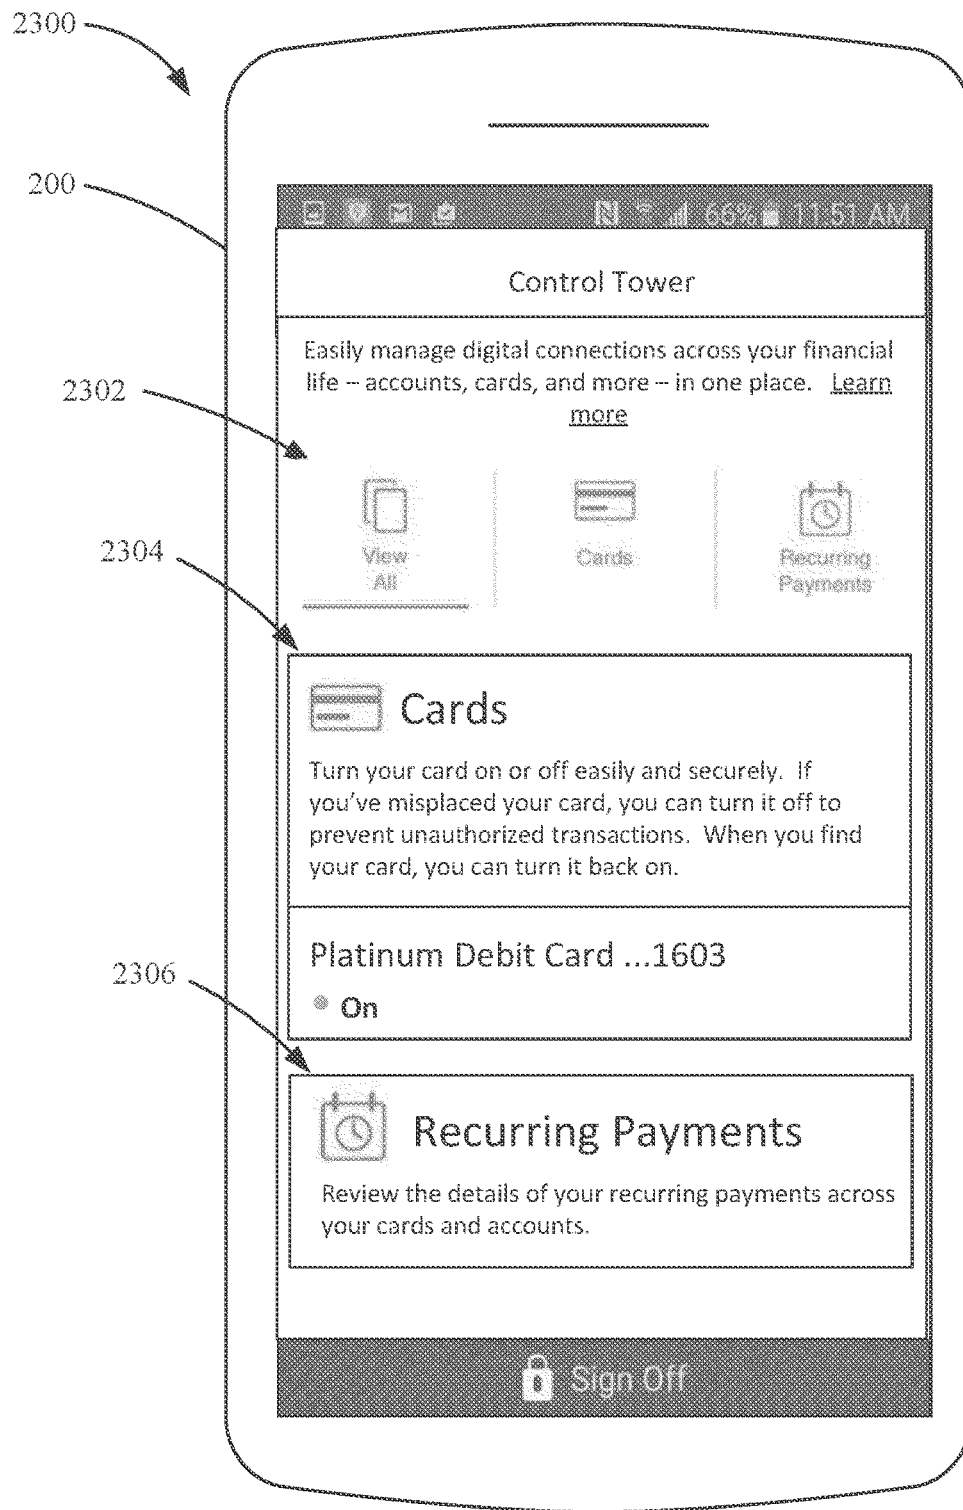 2300
200
66% 11:51 AM
Control Tower
Easily manage digital connections across your financial
life – accounts, cards, and more – in one place. Learn
more
2302
View
All
Cards
Recurring
Payments
2304
Cards
Turn your card on or off easily and securely. If
you've misplaced your card, you can turn it off to
prevent unauthorized transactions. When you find
your card, you can turn it back on.
Platinum Debit Card ...1603
On
2306
Recurring Payments
Review the details of your recurring payments across
your cards and accounts.
Sign Off